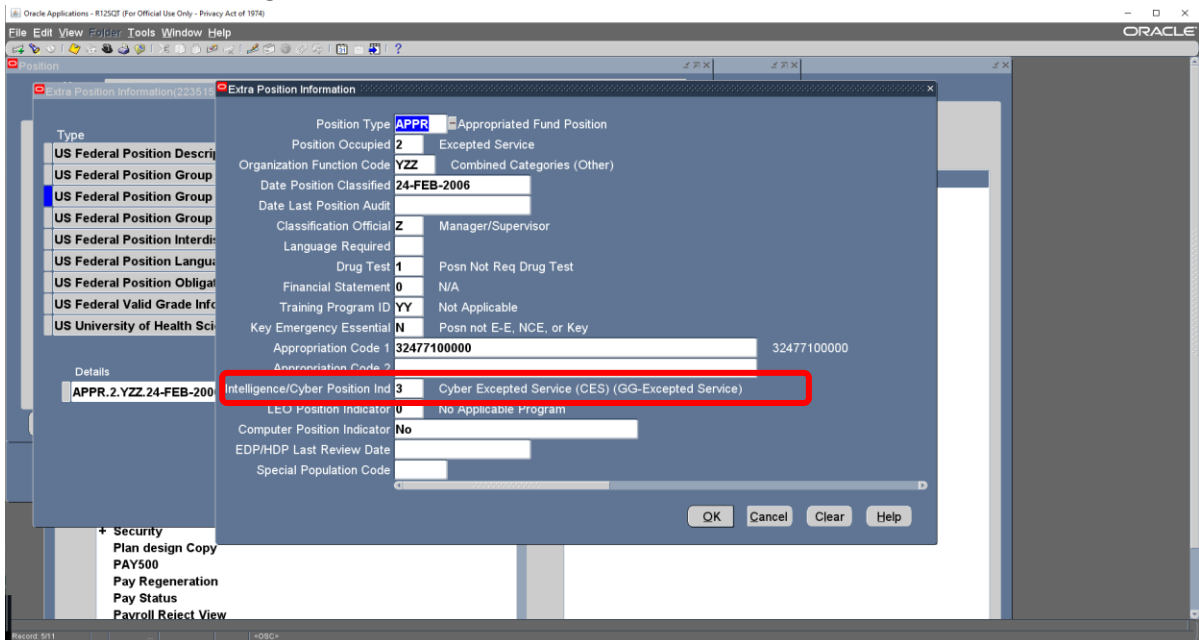 Oracle Applications - R12SQT (For Official Use Only - Privacy Act of 1974)
File Edit View Folder Tools Window Help
ORACLE
Position
Extra Position Information(223515
Extra Position Information
Type
US Federal Position Descrip
US Federal Position Group
US Federal Position Group
US Federal Position Group
US Federal Position Interdis
US Federal Position Langua
US Federal Position Obligat
US Federal Valid Grade Info
US University of Health Sci
Details
APPR.2.YZZ.24-FEB-200
Position Type APPR Appropriated Fund Position
Position Occupied 2 Excepted Service
Organization Function Code YZZ Combined Categories (Other)
Date Position Classified 24-FEB-2006
Date Last Position Audit
Classification Official Z Manager/Supervisor
Language Required
Drug Test 1 Posn Not Req Drug Test
Financial Statement 0 N/A
Training Program ID YY Not Applicable
Key Emergency Essential N Posn not E-E, NCE, or Key
Appropriation Code 1 32477100000 32477100000
Appropriation Code 2
Intelligence/Cyber Position Ind 3 Cyber Excepted Service (CES) (GG-Excepted Service)
LEO Position Indicator 0 No Applicable Program
Computer Position Indicator No
EDP/HDP Last Review Date
Special Population Code
OK Cancel Clear Help
+ Security
Plan design Copy
PAY500
Pay Regeneration
Pay Status
Payroll Reject View
Record: 5/11 <OSC>